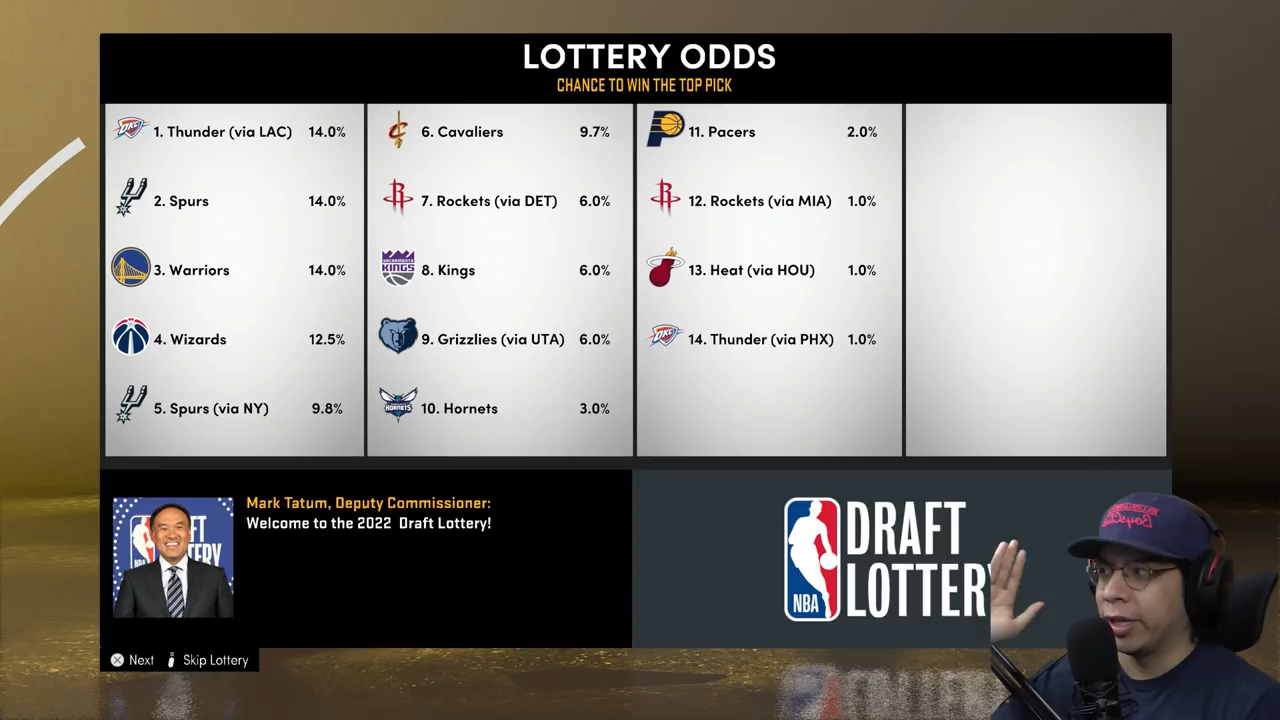 LOTTERY ODDS
CHANCE TO WIN THE TOP PICK
1. Thunder (via LAC) 14.0%
2. Spurs 14.0%
3. Warriors 14.0%
4. Wizards 12.5%
5. Spurs (via NY) 9.8%
6. Cavaliers 9.7%
7. Rockets (via DET) 6.0%
8. Kings 6.0%
9. Grizzlies (via UTA) 6.0%
10. Hornets 3.0%
11. Pacers 2.0%
12. Rockets (via MIA) 1.0%
13. Heat (via HOU) 1.0%
14. Thunder (via PHX) 1.0%
Mark Tatum, Deputy Commissioner:
Welcome to the 2022 Draft Lottery!
NBA
DRAFT
LOTTERY
Next
Skip Lottery